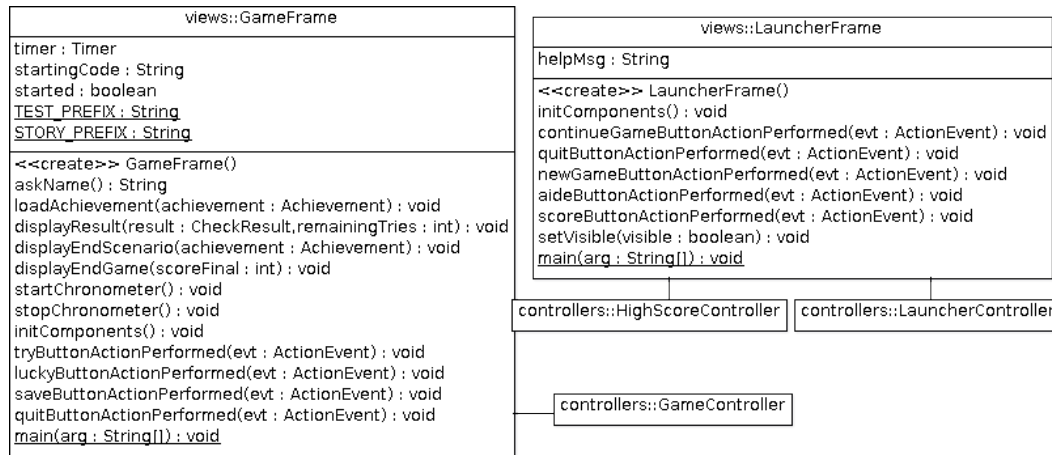 views::GameFrame
timer : Timer
startingCode : String
started : boolean
TEST_PREFIX : String
STORY_PREFIX : String
<<create>> GameFrame()
askName() : String
loadAchievement(achievement : Achievement) : void
displayResult(result : CheckResult,remainingTries : int) : void
displayEndScenario(achievement : Achievement) : void
displayEndGame(scoreFinal : int) : void
startChronometer() : void
stopChronometer() : void
initComponents() : void
tryButtonActionPerformed(evt : ActionEvent) : void
luckyButtonActionPerformed(evt : ActionEvent) : void
saveButtonActionPerformed(evt : ActionEvent) : void
quitButtonActionPerformed(evt : ActionEvent) : void
main(arg : String[]) : void
views::LauncherFrame
helpMsg : String
<<create>> LauncherFrame()
initComponents() : void
continueGameButtonActionPerformed(evt : ActionEvent) : void
quitButtonActionPerformed(evt : ActionEvent) : void
newGameButtonActionPerformed(evt : ActionEvent) : void
aideButtonActionPerformed(evt : ActionEvent) : void
scoreButtonActionPerformed(evt : ActionEvent) : void
setVisible(visible : boolean) : void
main(arg : String[]) : void
controllers::HighScoreController
controllers::LauncherController
controllers::GameController